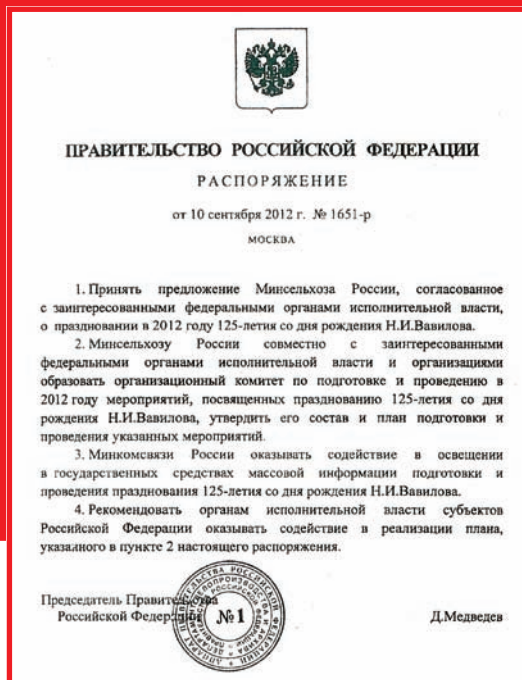 ПРАВИТЕЛЬСТВО РОССИЙСКОЙ ФЕДЕРАЦИИ
РАСПОРЯЖЕНИЕ
от 10 сентября 2012 г. № 1651-р
МОСКВА
1. Принять предложение Минсельхоза России, согласованное
с заинтересованными федеральными органами исполнительной власти,
о праздновании в 2012 году 125-летия со дня рождения Н.И.Вавилова.
2. Минсельхозу России совместно с заинтересованными
федеральными органами исполнительной власти и организациями
образовать организационный комитет по подготовке и проведению в
2012 году мероприятий, посвященных празднованию 125-летия со дня
рождения Н.И.Вавилова, утвердить его состав и план подготовки и
проведения указанных мероприятий.
3. Минкомсвязи России оказывать содействие в освещении
в государственных средствах массовой информации подготовки и
проведения празднования 125-летия со дня рождения Н.И.Вавилова.
4. Рекомендовать органам исполнительной власти субъектов
Российской Федерации оказывать содействие в реализации плана,
указанного в пункте 2 настоящего распоряжения.
Председатель Правительства
Российской Федерации
№1
Д.Медведев